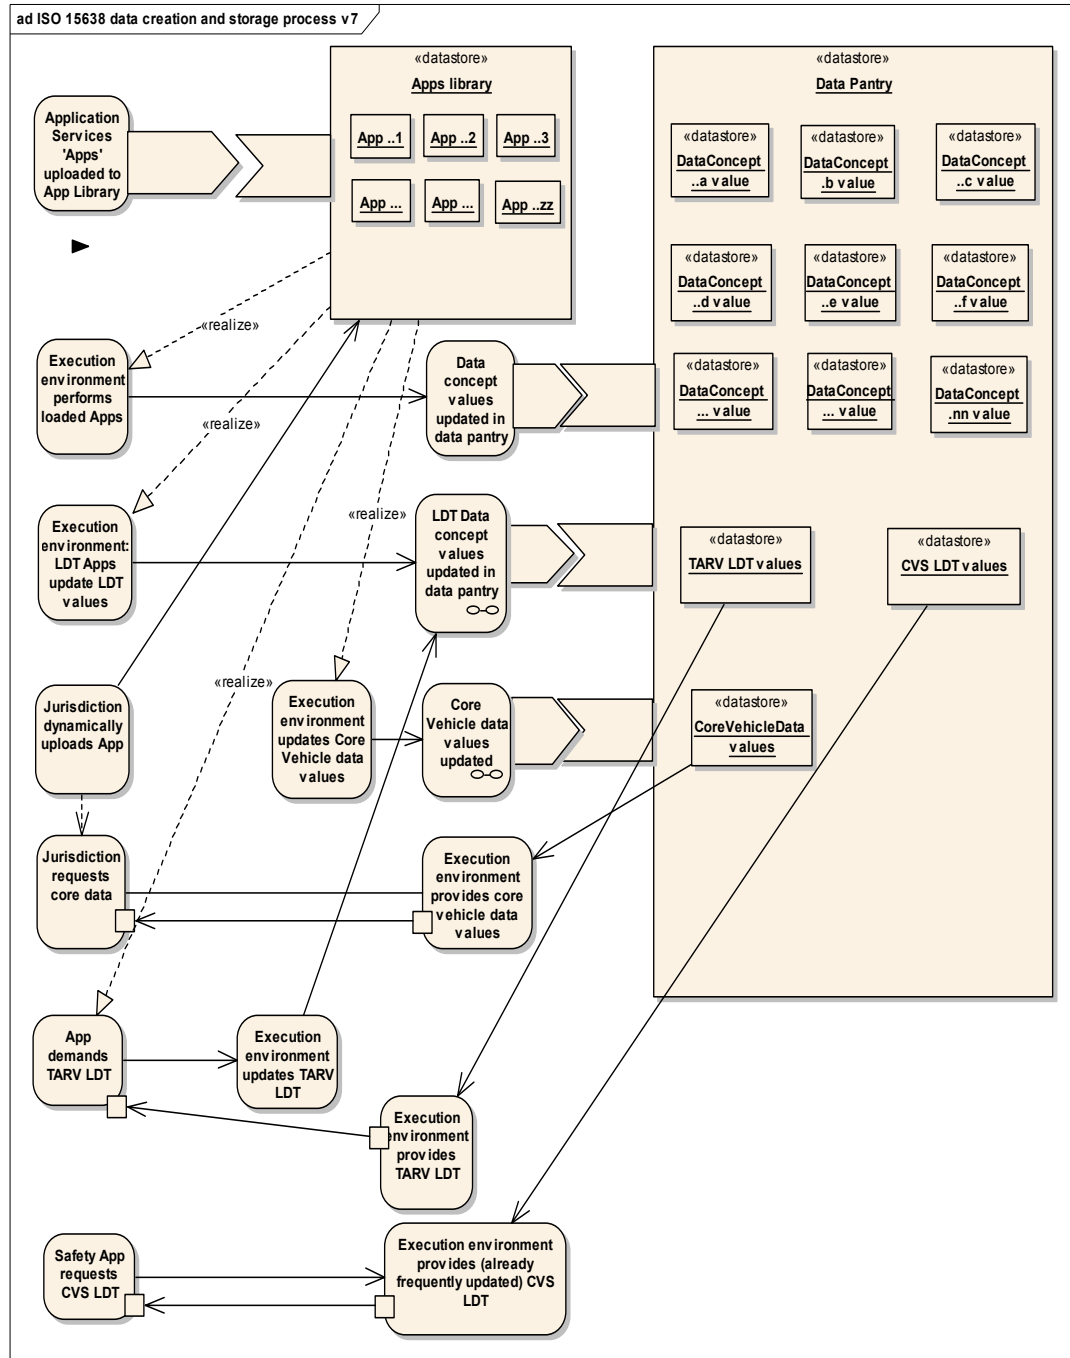 ad ISO 15638 data creation and storage process v7
«datastore»
Apps library
App ..1
App ..2
App ..3
App ...
App ...
App ..zz
«datastore»
Data Pantry
«datastore»
DataConcept
..a value
«datastore»
DataConcept
.b value
«datastore»
DataConcept
..c value
«datastore»
DataConcept
..d value
«datastore»
DataConcept
..e value
«datastore»
DataConcept
..f value
«datastore»
DataConcept
... value
«datastore»
DataConcept
... value
«datastore»
DataConcept
.nn value
Application
Services
'Apps'
uploaded to
App Library
«realize»
Execution
environment
performs
loaded Apps
Data
concept
values
updated in
data pantry
«realize»
Execution
environment:
LDT Apps
update LDT
values
«realize»
LDT Data
concept
values
updated in
data pantry
«datastore»
TARV LDT values
«datastore»
CVS LDT values
Jurisdiction
dynamically
uploads App
«realize»
Execution
environment
updates Core
Vehicle data
values
Core
Vehicle data
values
updated
«datastore»
CoreVehicleData
values
Jurisdiction
requests
core data
Execution
environment
provides core
vehicle data
values
App
demands
TARV LDT
Execution
environment
updates TARV
LDT
Execution
environment
provides
TARV LDT
Safety App
requests
CVS LDT
Execution environment
provides (already
frequently updated) CVS
LDT